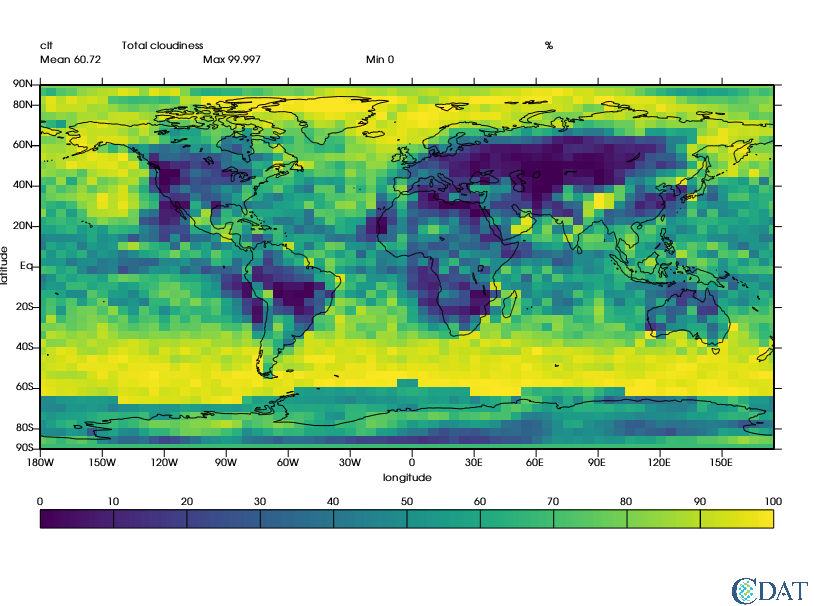 clt Total cloudiness %
Mean 60.72 Max 99.997 Min 0
90N
80N
60N
40N
20N
Eq
20S
40S
60S
80S
90S
latitude
180W 150W 120W 90W 60W 30W 0 30E 60E 90E 120E 150E
longitude
0 10 20 30 40 50 60 70 80 90 100
CDAT